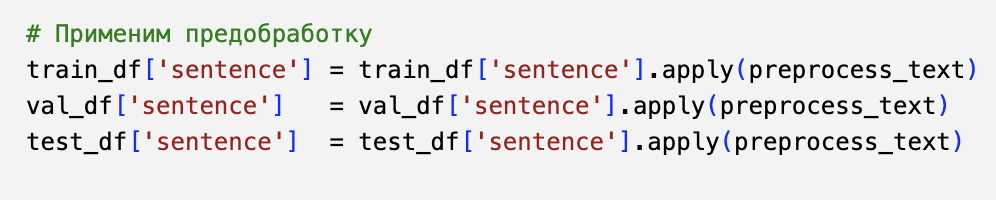 # Применим предобработку
train_df['sentence'] = train_df['sentence'].apply(preprocess_text)
val_df['sentence']   = val_df['sentence'].apply(preprocess_text)
test_df['sentence']  = test_df['sentence'].apply(preprocess_text)